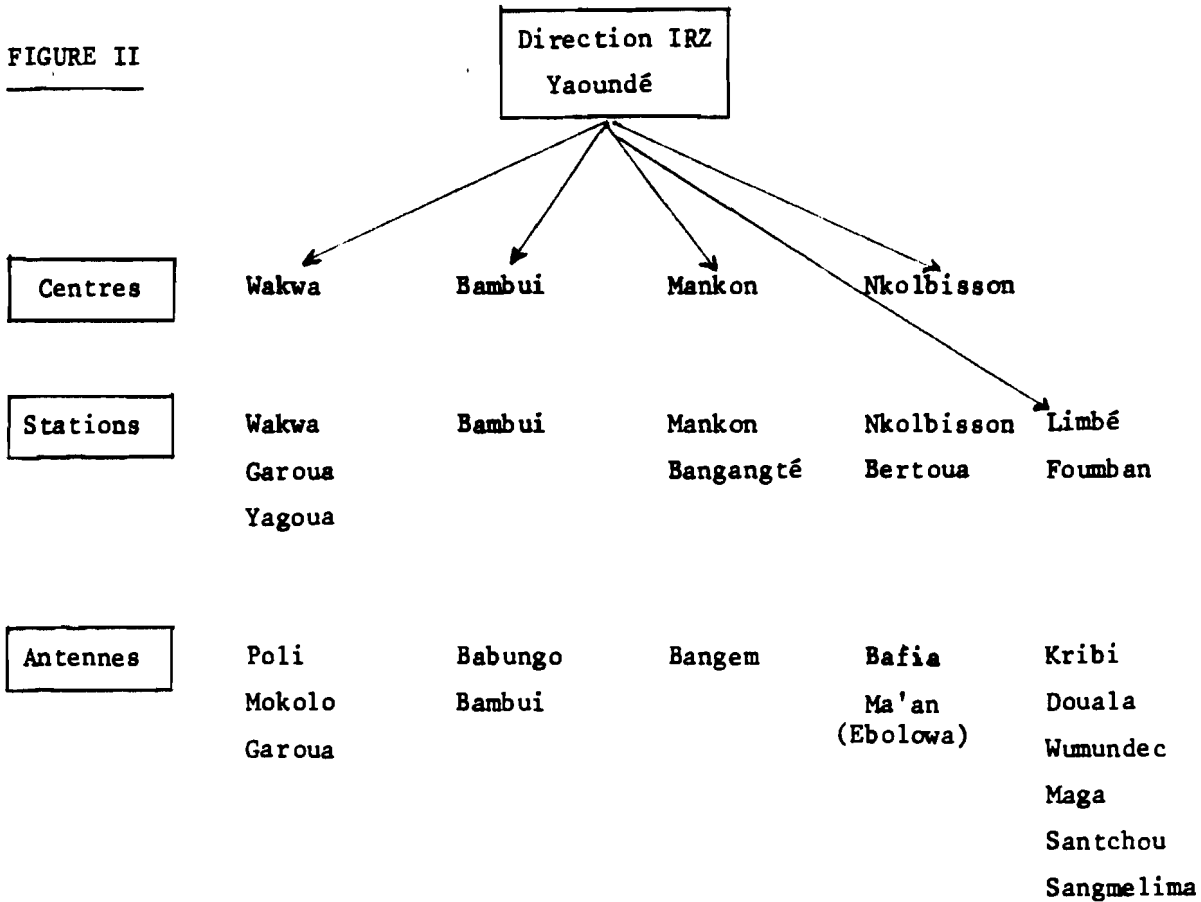 FIGURE II
Direction IRZ
Yaoundé
Centres Wakwa Bambui Mankon Nkolbisson
Stations Wakwa Bambui Mankon Nkolbisson Limbé
Garoua Bangangté Bertoua Foumban
Yagoua
Antennes Poli Babungo Bangem Bafia Kribi
Mokolo Bambui Ma'an Douala
(Ebolowa)
Garoua Wumundec
Maga
Santchou
Sangmelima